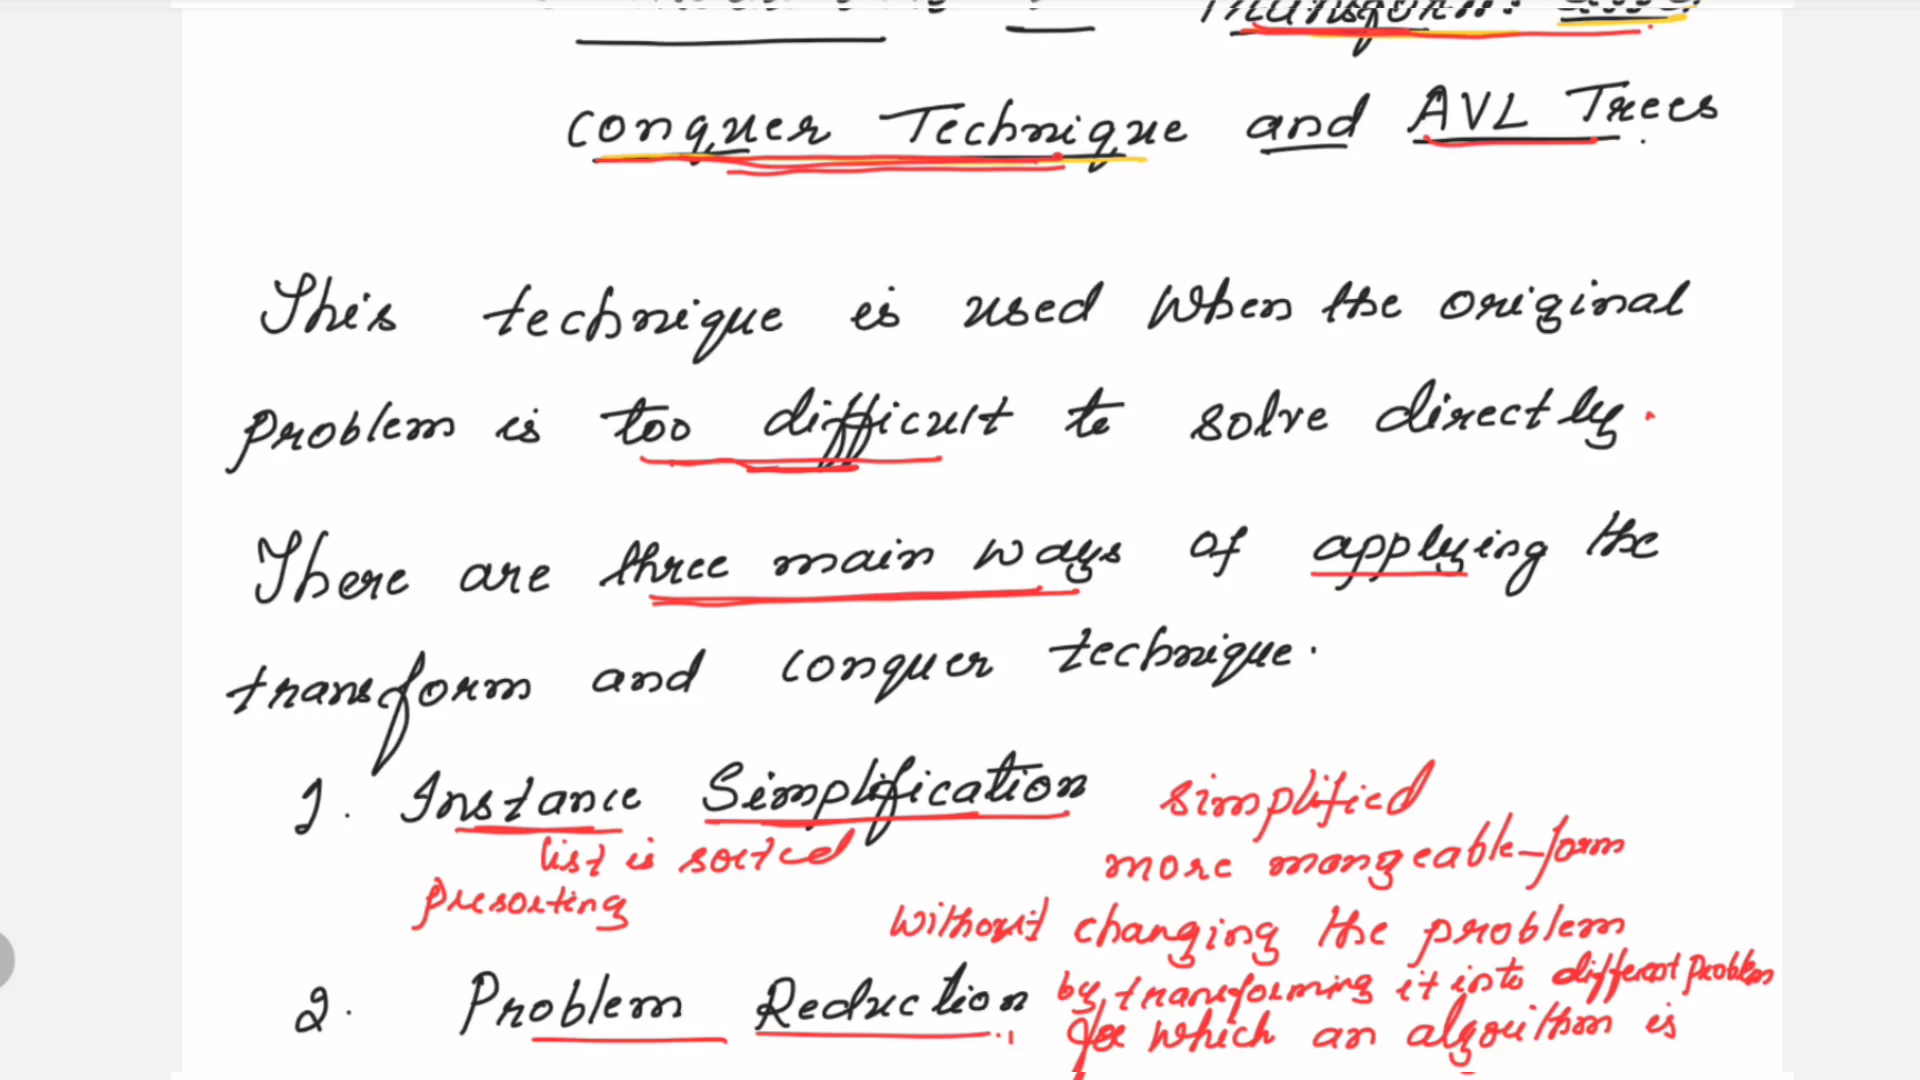 Transform and
conquer Technique and AVL Trees
This technique is used when the original
problem is too difficult to solve directly.
There are three main ways of applying the
transform and conquer technique.
1. Instance Simplification simplified
list is sorted more mangeable-form
presorting
without changing the problem
2. Problem Reduction by transforming it into different problem
for which an algorithm is